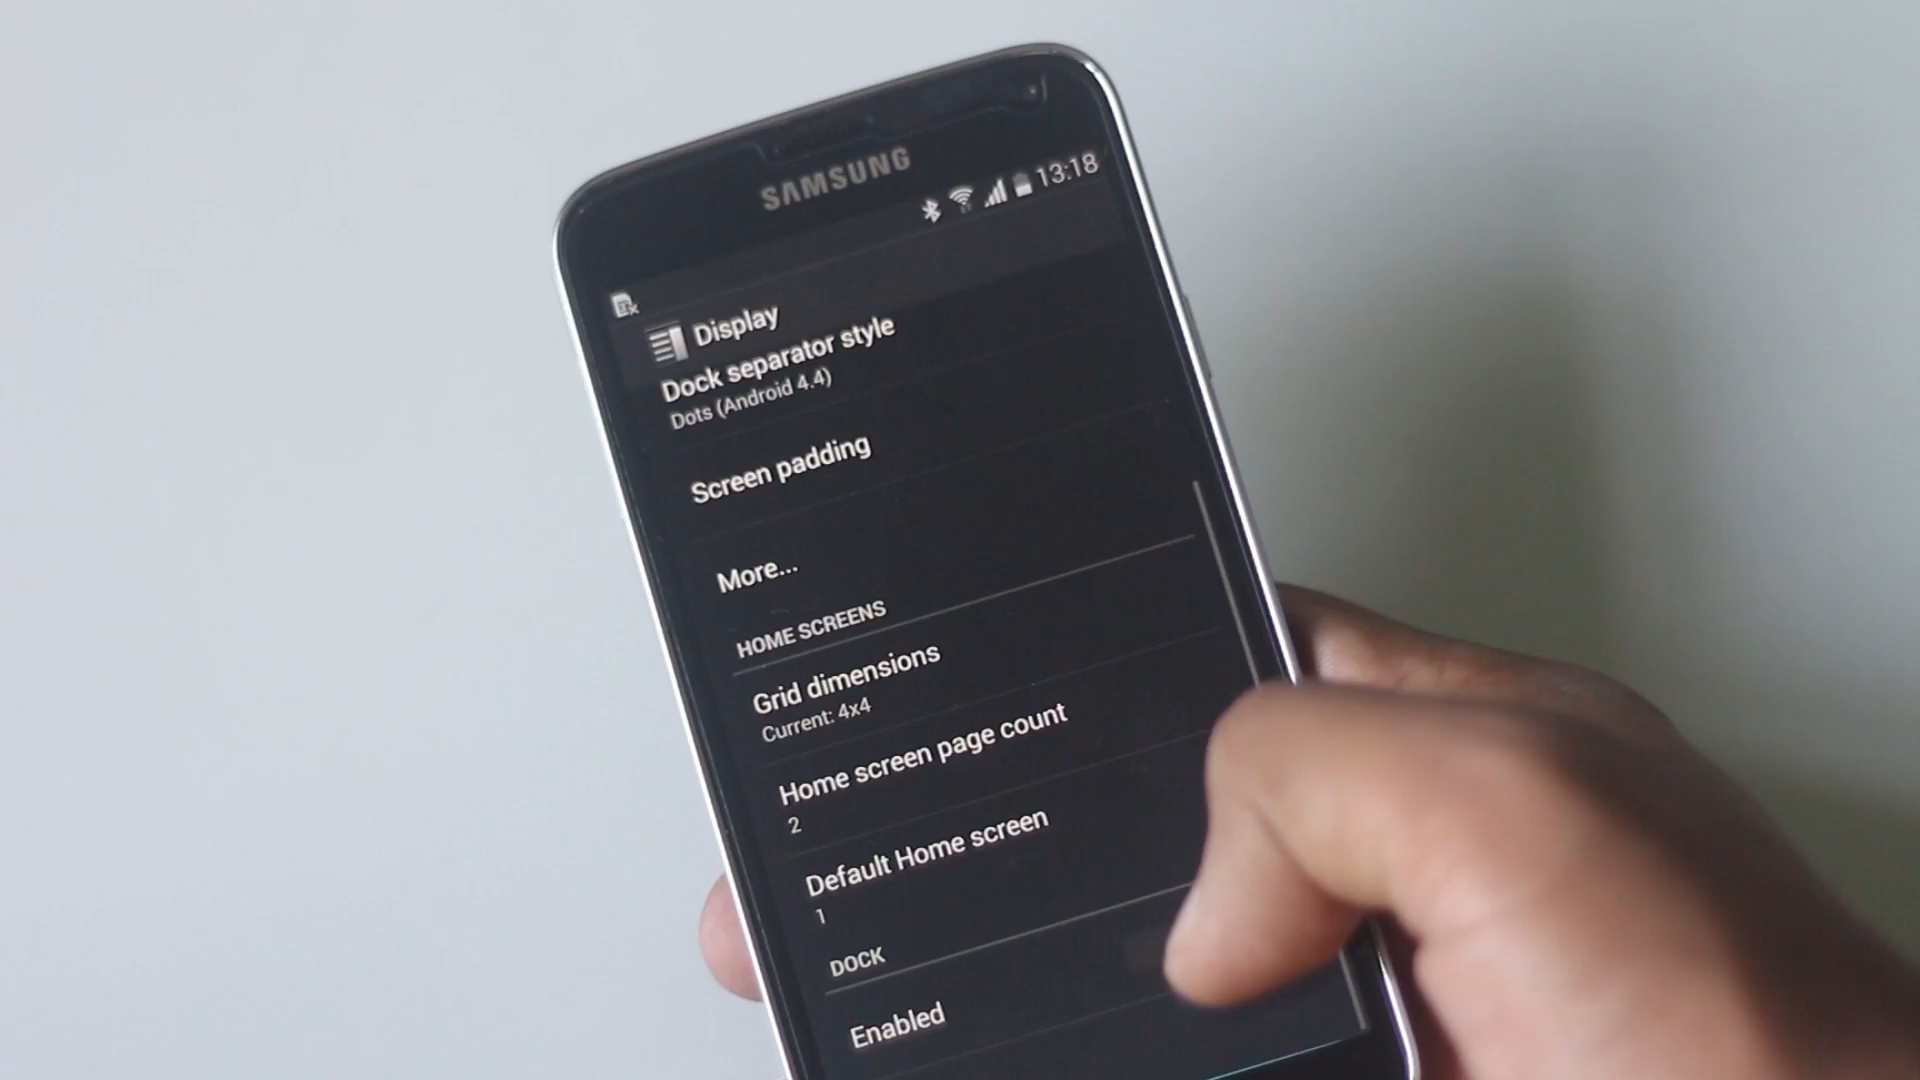 SAMSUNG
13:18
Display
Dock separator style
Dots (Android 4.4)
Screen padding
More...
HOME SCREENS
Grid dimensions
Current: 4x4
Home screen page count
2
Default Home screen
1
DOCK
Enabled